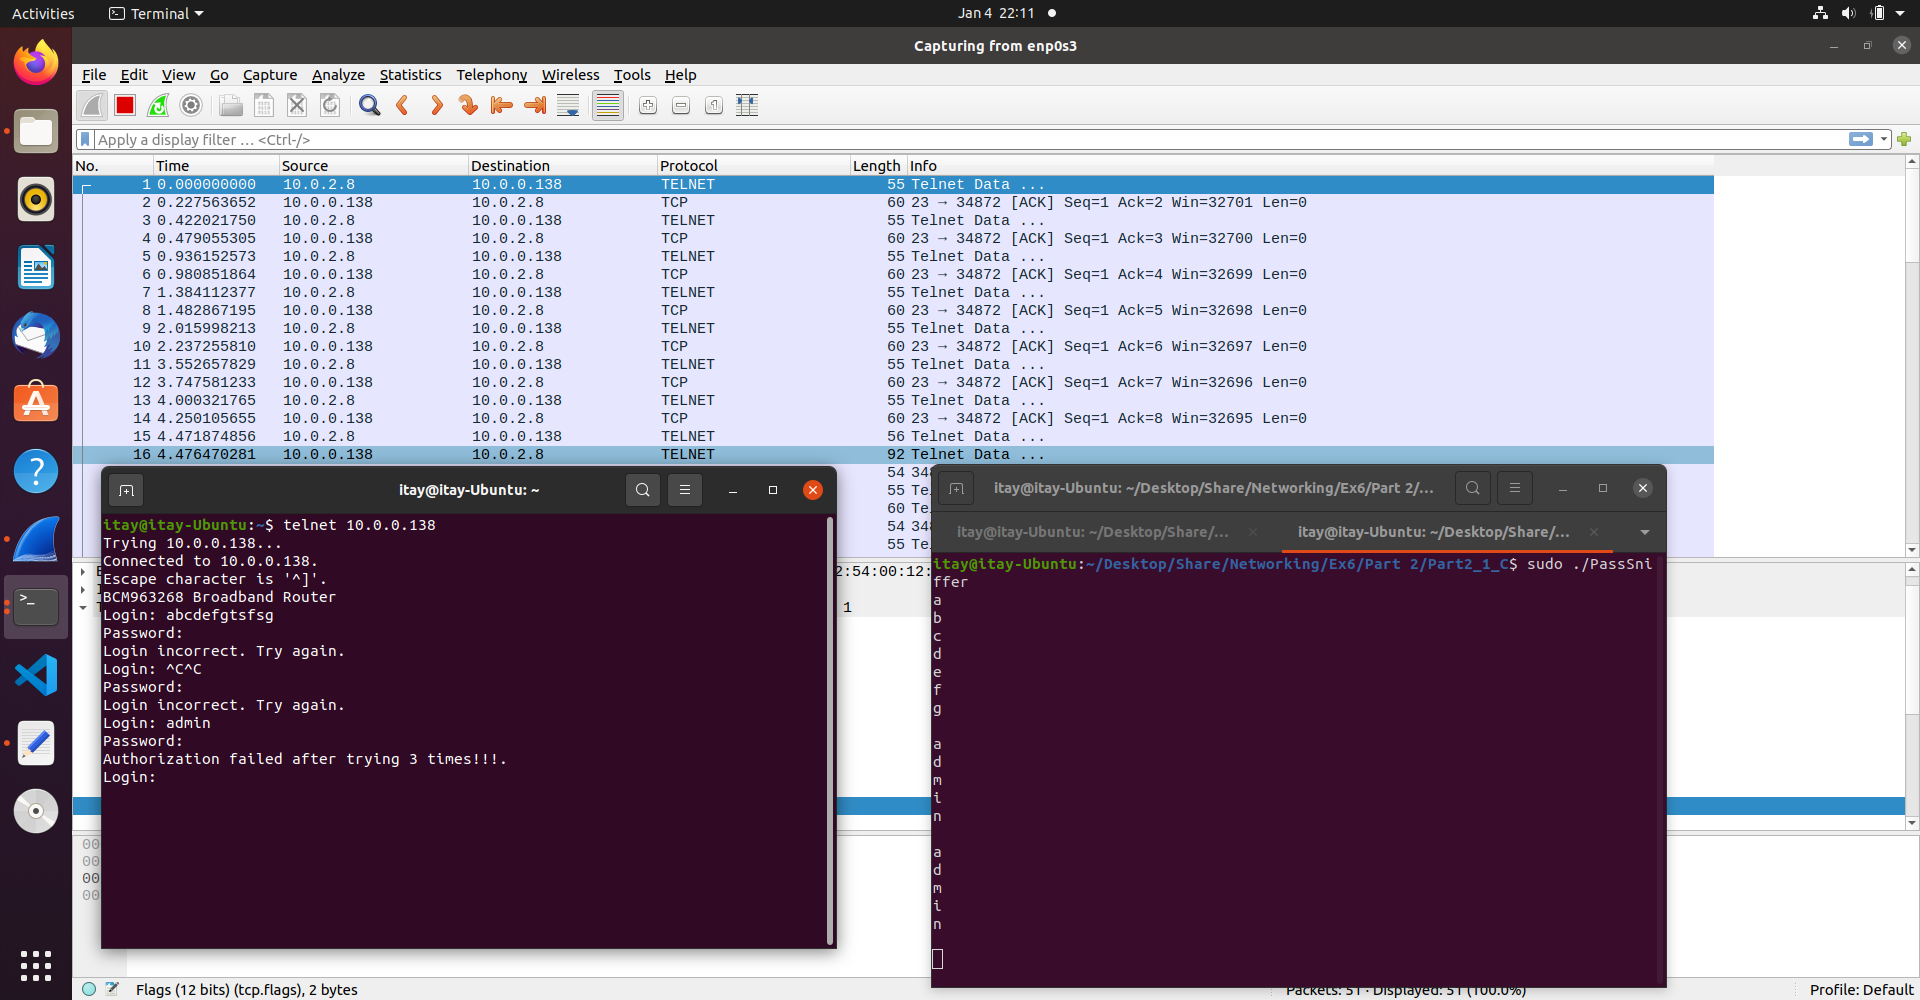 Activities
Terminal
Jan 4 22:11
Capturing from enp0s3
File Edit View Go Capture Analyze Statistics Telephony Wireless Tools Help
Apply a display filter … <Ctrl-/>
No. Time Source Destination Protocol Length Info
1 0.000000000 10.0.2.8 10.0.0.138 TELNET 55 Telnet Data ...
2 0.227563652 10.0.0.138 10.0.2.8 TCP 60 23 → 34872 [ACK] Seq=1 Ack=2 Win=32701 Len=0
3 0.422021750 10.0.2.8 10.0.0.138 TELNET 55 Telnet Data ...
4 0.479055305 10.0.0.138 10.0.2.8 TCP 60 23 → 34872 [ACK] Seq=1 Ack=3 Win=32700 Len=0
5 0.936152573 10.0.2.8 10.0.0.138 TELNET 55 Telnet Data ...
6 0.980851864 10.0.0.138 10.0.2.8 TCP 60 23 → 34872 [ACK] Seq=1 Ack=4 Win=32699 Len=0
7 1.384112377 10.0.2.8 10.0.0.138 TELNET 55 Telnet Data ...
8 1.482867195 10.0.0.138 10.0.2.8 TCP 60 23 → 34872 [ACK] Seq=1 Ack=5 Win=32698 Len=0
9 2.015998213 10.0.2.8 10.0.0.138 TELNET 55 Telnet Data ...
10 2.237255810 10.0.0.138 10.0.2.8 TCP 60 23 → 34872 [ACK] Seq=1 Ack=6 Win=32697 Len=0
11 3.552657829 10.0.2.8 10.0.0.138 TELNET 55 Telnet Data ...
12 3.747581233 10.0.0.138 10.0.2.8 TCP 60 23 → 34872 [ACK] Seq=1 Ack=7 Win=32696 Len=0
13 4.000321765 10.0.2.8 10.0.0.138 TELNET 55 Telnet Data ...
14 4.250105655 10.0.0.138 10.0.2.8 TCP 60 23 → 34872 [ACK] Seq=1 Ack=8 Win=32695 Len=0
15 4.471874856 10.0.2.8 10.0.0.138 TELNET 56 Telnet Data ...
16 4.476470281 10.0.0.138 10.0.2.8 TELNET 92 Telnet Data ...
54 34
55 Te
60 Te
54 34
55 Te
2:54:00:12:
1
00
00
00
00
itay@itay-Ubuntu: ~
itay@itay-Ubuntu:~$ telnet 10.0.0.138
Trying 10.0.0.138...
Connected to 10.0.0.138.
Escape character is '^]'.
BCM963268 Broadband Router
Login: abcdefgtsfsg
Password:
Login incorrect. Try again.
Login: ^C^C
Password:
Login incorrect. Try again.
Login: admin
Password:
Authorization failed after trying 3 times!!!.
Login:
itay@itay-Ubuntu: ~/Desktop/Share/Networking/Ex6/Part 2/...
itay@itay-Ubuntu: ~/Desktop/Share/... itay@itay-Ubuntu: ~/Desktop/Share/...
itay@itay-Ubuntu:~/Desktop/Share/Networking/Ex6/Part 2/Part2_1_C$ sudo ./PassSni
ffer
a
b
c
d
e
f
g
a
d
m
i
n
a
d
m
i
n
Flags (12 bits) (tcp.flags), 2 bytes
Packets: 51 · Displayed: 51 (100.0%)
Profile: Default